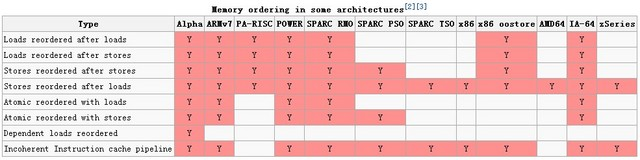 Memory ordering in some architectures[2][3]
Type Alpha ARMv7 PA-RISC POWER SPARC RMO SPARC PSO SPARC TSO x86 x86 oostore AMD64 IA-64 zSeries
Loads reordered after loads Y Y Y Y Y Y Y
Loads reordered after stores Y Y Y Y Y Y Y
Stores reordered after stores Y Y Y Y Y Y Y Y
Stores reordered after loads Y Y Y Y Y Y Y Y Y Y Y Y
Atomic reordered with loads Y Y Y Y Y
Atomic reordered with stores Y Y Y Y Y Y
Dependent loads reordered Y
Incoherent Instruction cache pipeline Y Y Y Y Y Y Y Y Y Y